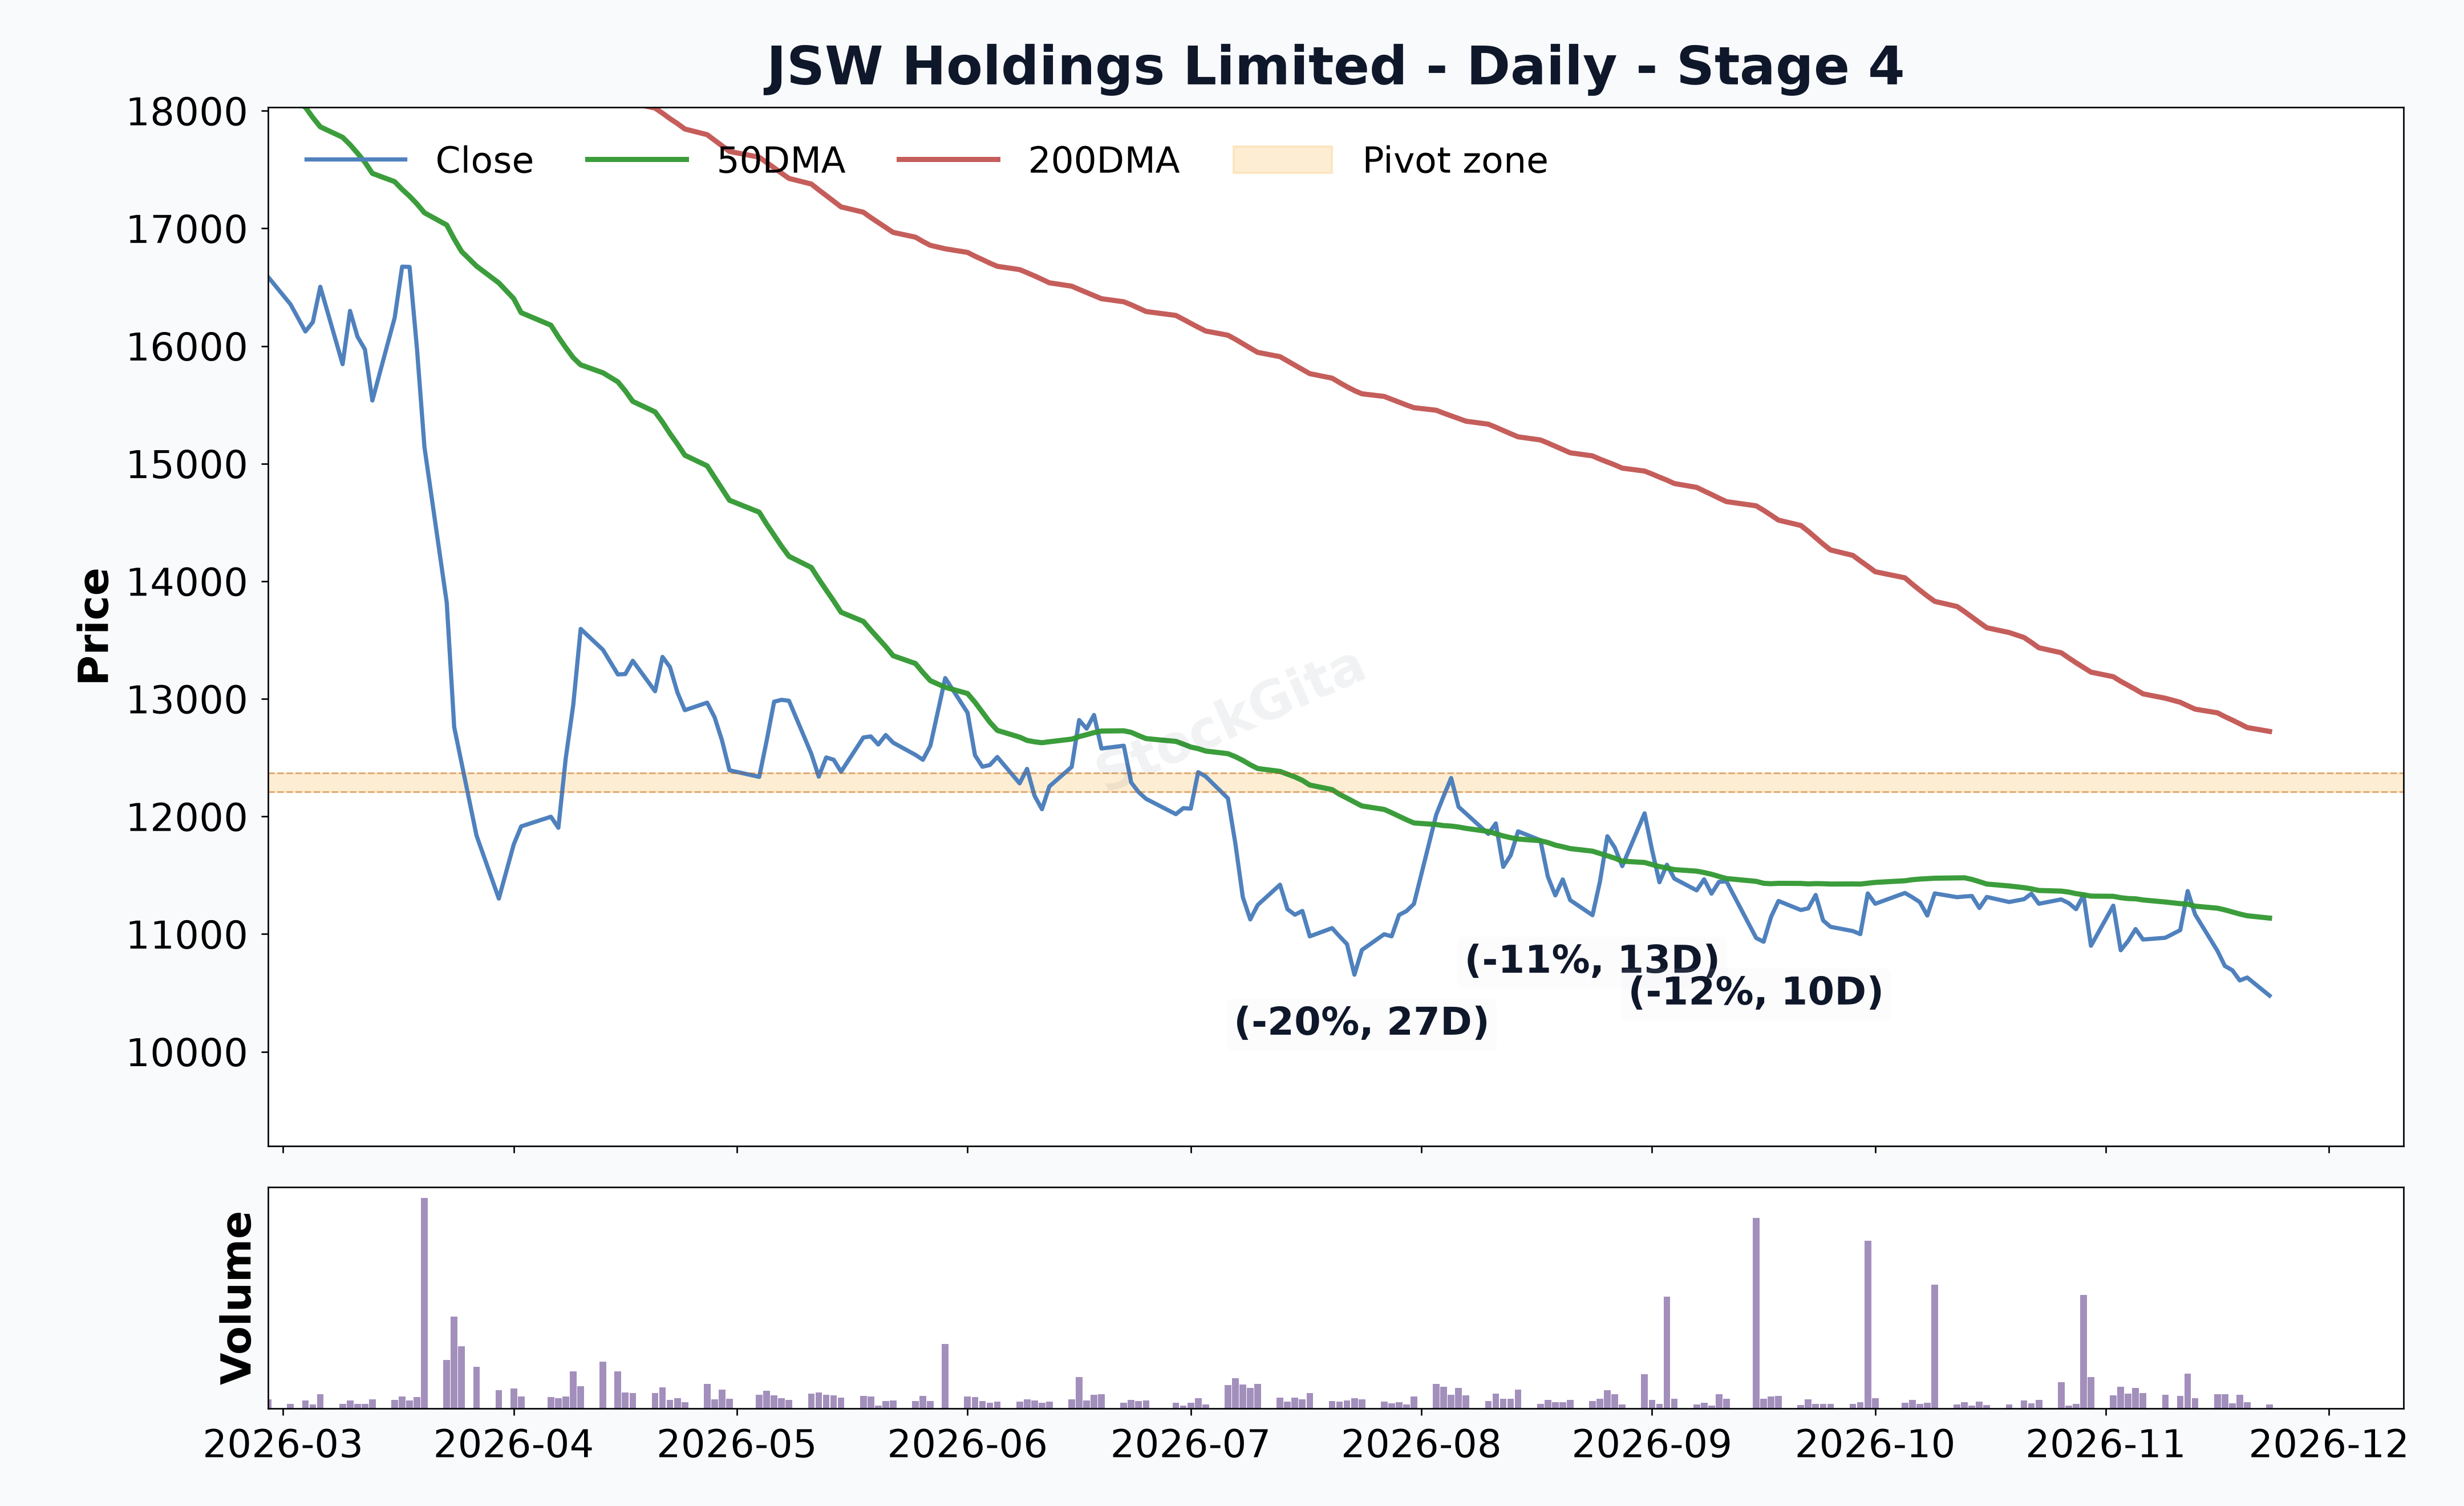 JSW Holdings Limited - Daily - Stage 4
Close 50DMA 200DMA Pivot zone
Price
18000
17000
16000
15000
14000
13000
12000
11000
10000
StockGita
(-11%, 13D)
(-12%, 10D)
(-20%, 27D)
Volume
2026-03 2026-04 2026-05 2026-06 2026-07 2026-08 2026-09 2026-10 2026-11 2026-12